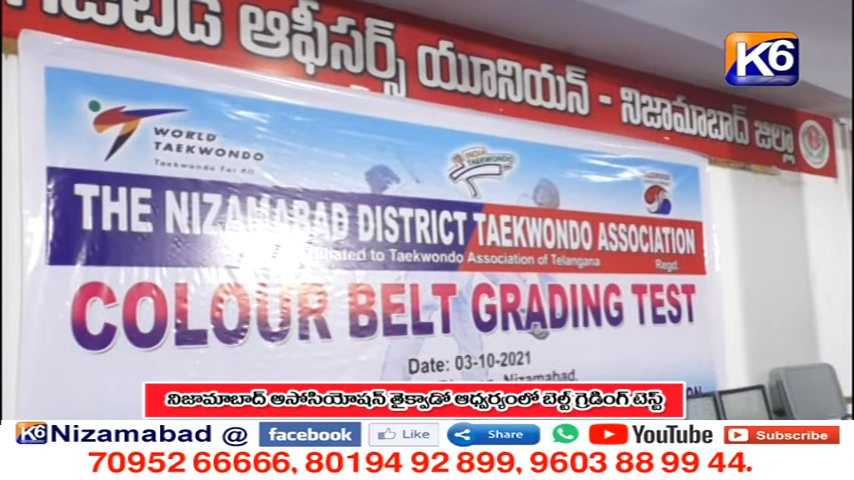 గెజిటెడ్ ఆఫీసర్స్ యూనియన్ - నిజామాబాద్ జిల్లా
K6
WORLD
TAEKWONDO
Taekwondo For All
INDIA
TAEKWONDO
THE NIZAMABAD DISTRICT TAEKWONDO ASSOCIATION
to Taekwondo Association of Telangana Regd.
COLOUR BELT GRADING TEST
Date: 03-10-2021
Nizamabad.
నిజామాబాద్ అసోసియోషన్ తైక్వాడో ఆధ్వర్యంలో బెల్ట్ గ్రెడింగ్ టెస్ట్
K6 Nizamabad @ facebook Like Share YouTube Subscribe
70952 66666, 80194 92 899, 9603 88 99 44.